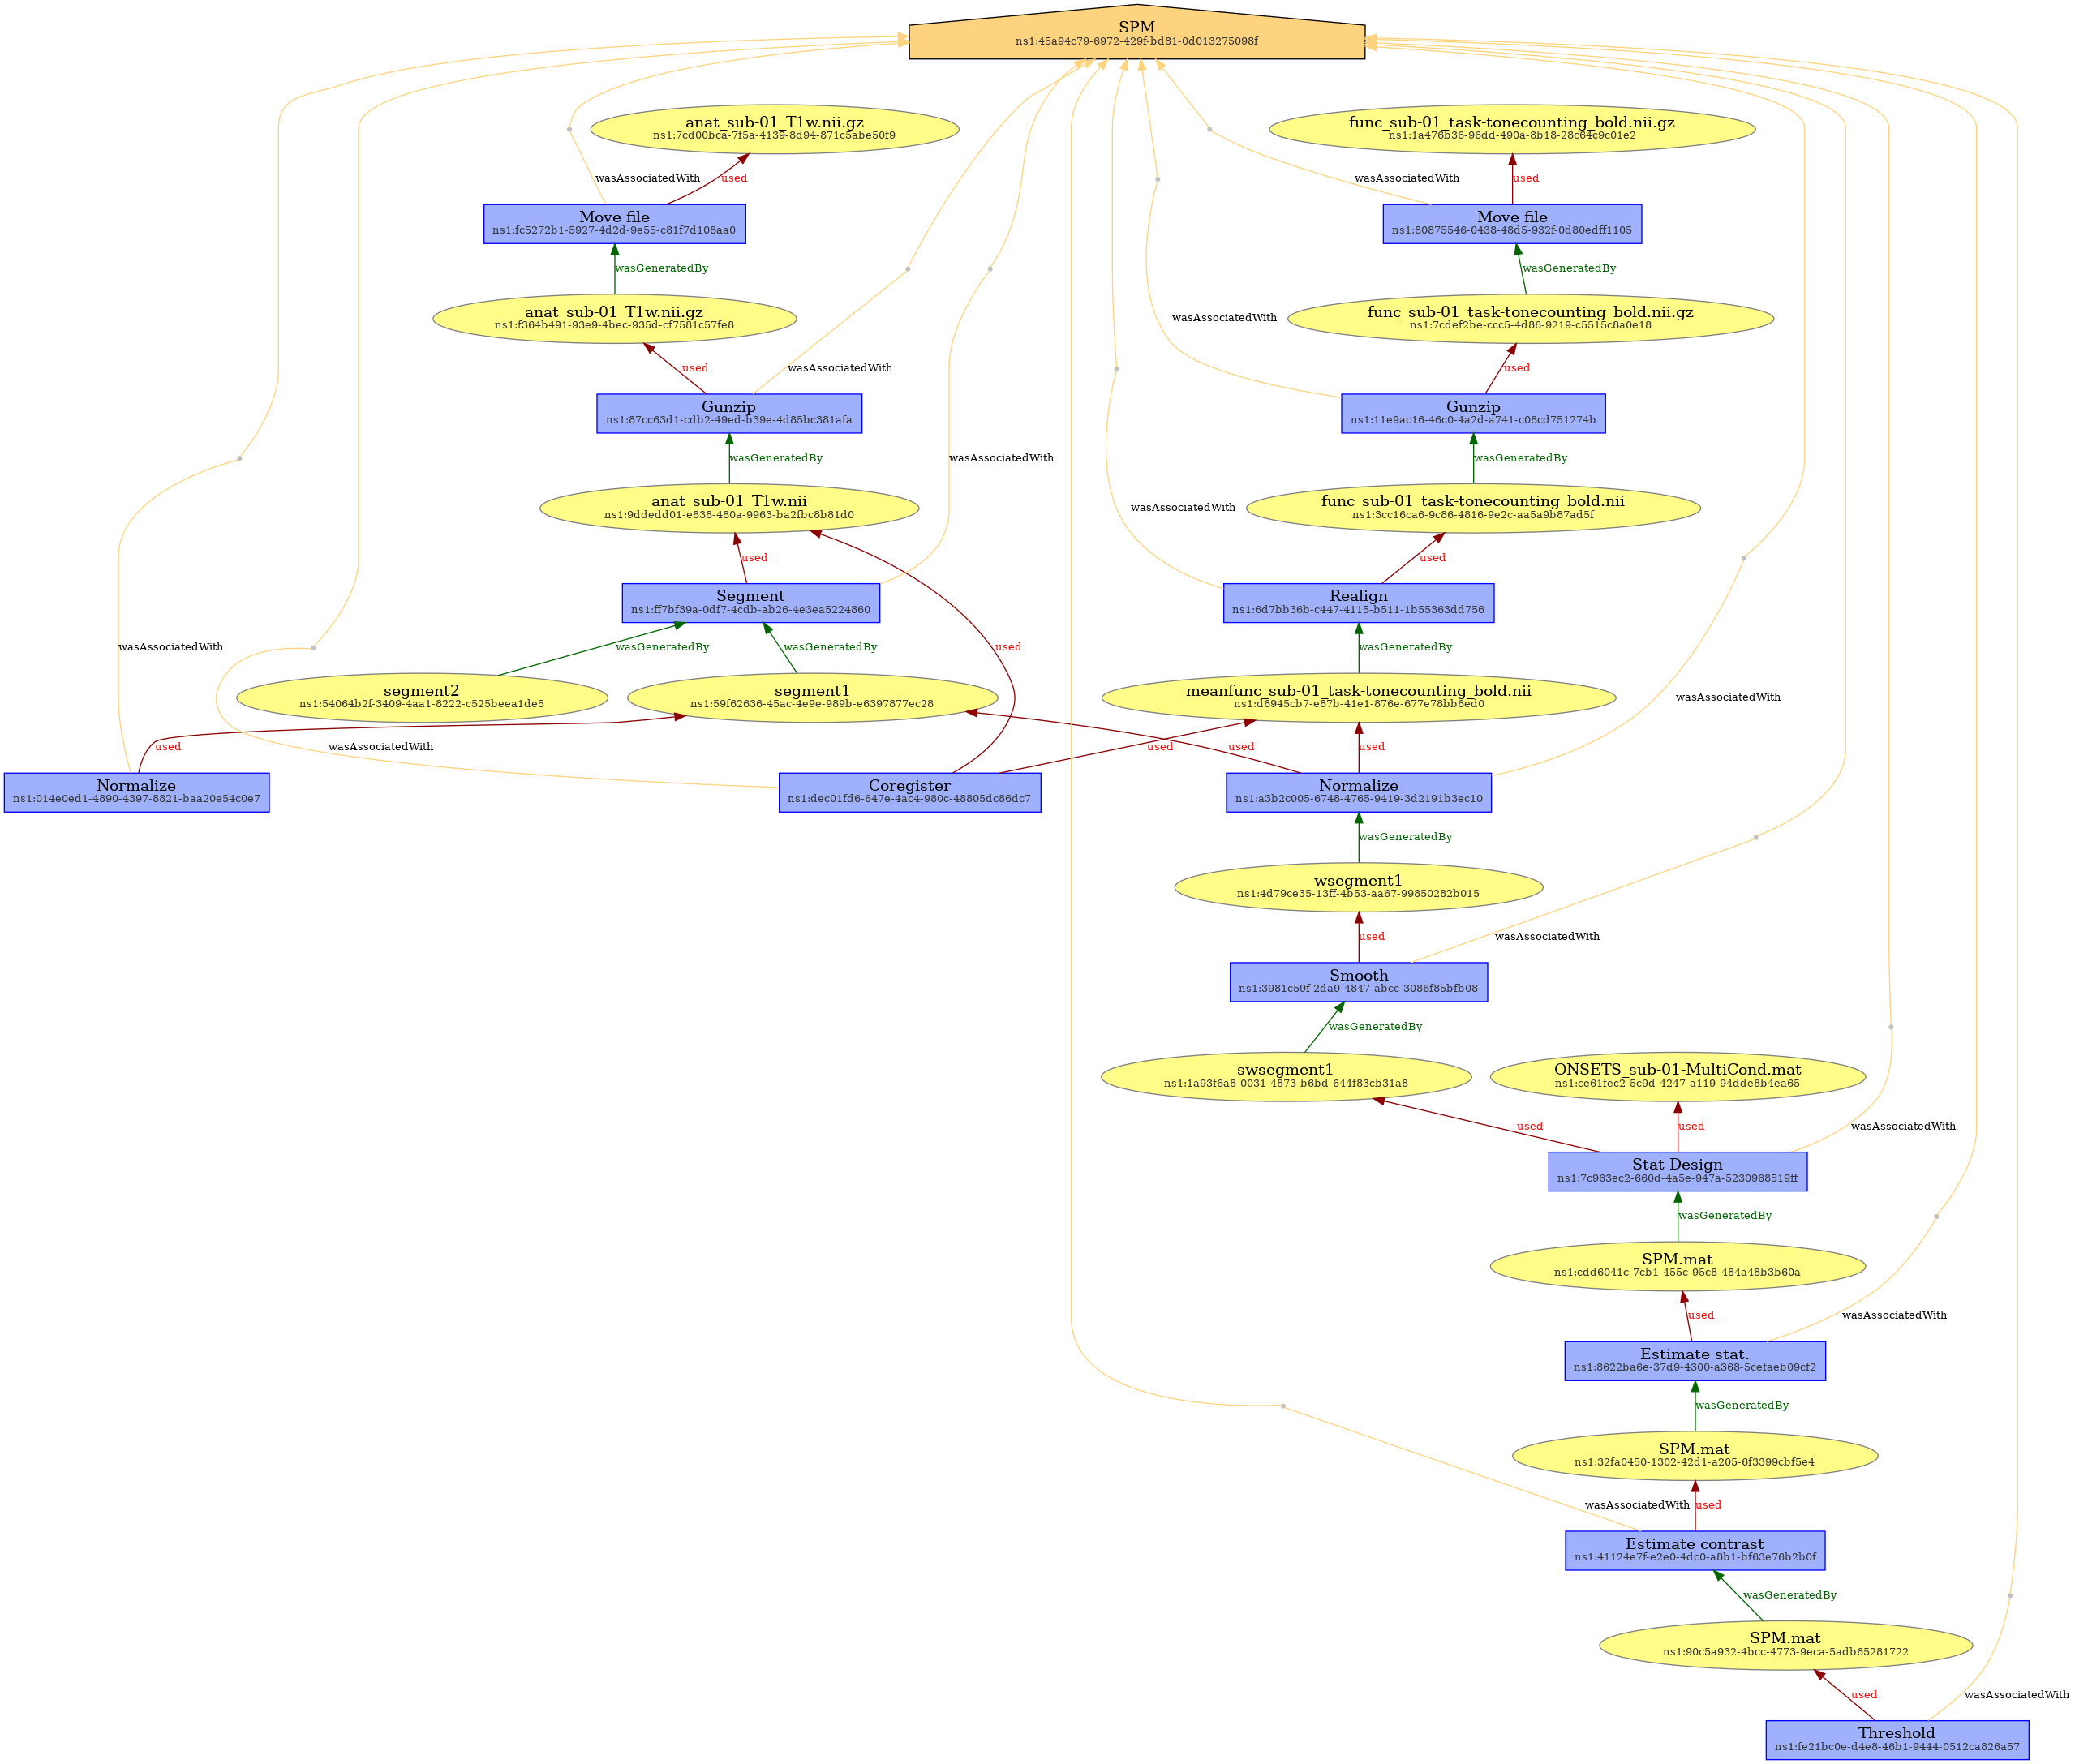 SPM
ns1:45a94c79-6972-429f-bd81-0d013275098f
anat_sub-01_T1w.nii.gz
ns1:7cd00bca-7f5a-4139-8d94-871c5abe50f9
func_sub-01_task-tonecounting_bold.nii.gz
ns1:1a476b36-96dd-490a-8b18-28c64c9c01e2
wasAssociatedWith
used
wasAssociatedWith
used
Move file
ns1:fc5272b1-5927-4d2d-9e55-c81f7d108aa0
Move file
ns1:80875546-0438-48d5-932f-0d80edff1105
wasGeneratedBy
wasGeneratedBy
anat_sub-01_T1w.nii.gz
ns1:f364b491-93e9-4bec-935d-cf7581c57fe8
wasAssociatedWith
func_sub-01_task-tonecounting_bold.nii.gz
ns1:7cdef2be-ccc5-4d86-9219-c5515c8a0e18
used
wasAssociatedWith
used
Gunzip
ns1:87cc63d1-cdb2-49ed-b39e-4d85bc381afa
Gunzip
ns1:11e9ac16-46c0-4a2d-a741-c08cd751274b
wasGeneratedBy
wasAssociatedWith
wasGeneratedBy
anat_sub-01_T1w.nii
ns1:9ddedd01-e838-480a-9963-ba2fbc8b81d0
wasAssociatedWith
func_sub-01_task-tonecounting_bold.nii
ns1:3cc16ca6-9c86-4816-9e2c-aa5a9b87ad5f
used
used
Segment
ns1:ff7bf39a-0df7-4cdb-ab26-4e3ea5224860
Realign
ns1:6d7bb36b-c447-4115-b511-1b55363dd756
wasAssociatedWith
wasGeneratedBy
wasGeneratedBy
used
wasGeneratedBy
segment2
ns1:54064b2f-3409-4aa1-8222-c525beea1de5
segment1
ns1:59f62636-45ac-4e9e-989b-e6397877ec28
meanfunc_sub-01_task-tonecounting_bold.nii
ns1:d6945cb7-e87b-41e1-876e-677e78bb6ed0
wasAssociatedWith
used
wasAssociatedWith
used
used
used
Normalize
ns1:014e0ed1-4890-4397-8821-baa20e54c0e7
Coregister
ns1:dec01fd6-647e-4ac4-980c-48805dc86dc7
Normalize
ns1:a3b2c005-6748-4765-9419-3d2191b3ec10
wasGeneratedBy
wsegment1
ns1:4d79ce35-13ff-4b53-aa67-99850282b015
used
wasAssociatedWith
Smooth
ns1:3981c59f-2da9-4847-abcc-3086f85bfb08
wasGeneratedBy
swsegment1
ns1:1a93f6a8-0031-4873-b6bd-644f83cb31a8
ONSETS_sub-01-MultiCond.mat
ns1:ce61fec2-5c9d-4247-a119-94dde8b4ea65
used
used
wasAssociatedWith
Stat Design
ns1:7c963ec2-660d-4a5e-947a-5230968519ff
wasGeneratedBy
SPM.mat
ns1:cdd6041c-7cb1-455c-95c8-484a48b3b60a
used
wasAssociatedWith
Estimate stat.
ns1:8622ba6e-37d9-4300-a368-5cefaeb09cf2
wasGeneratedBy
SPM.mat
ns1:32fa0450-1302-42d1-a205-6f3399cbf5e4
wasAssociatedWith
used
Estimate contrast
ns1:41124e7f-e2e0-4dc0-a8b1-bf63e76b2b0f
wasGeneratedBy
SPM.mat
ns1:90c5a932-4bcc-4773-9eca-5adb65281722
used
wasAssociatedWith
Threshold
ns1:fe21bc0e-d4e8-46b1-9444-0512ca826a57